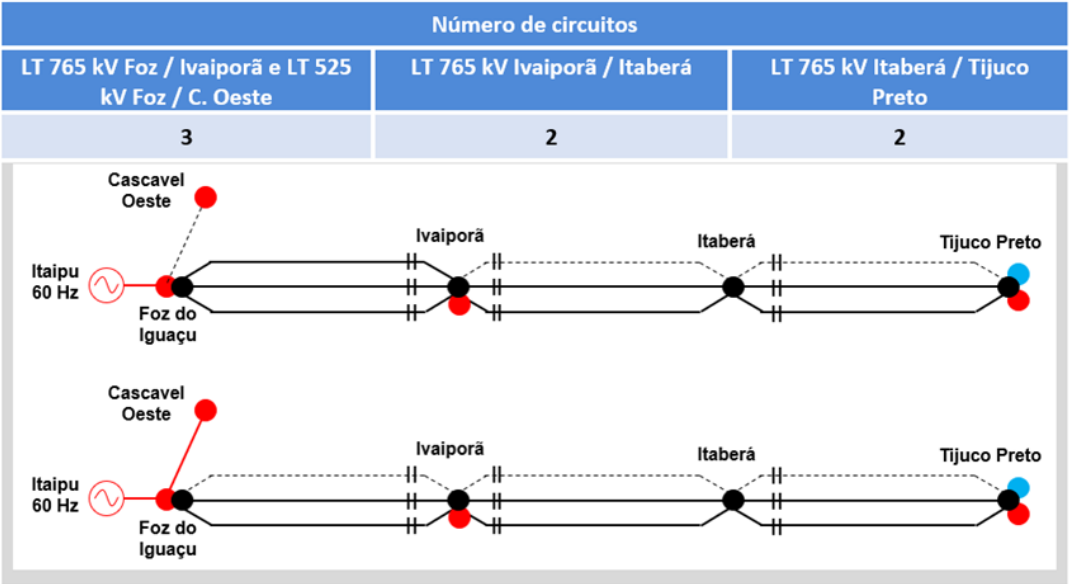 Número de circuitos
LT 765 kV Foz / Ivaiporã e LT 525
kV Foz / C. Oeste
LT 765 kV Ivaiporã / Itaberá
LT 765 kV Itaberá / Tijuco
Preto
3
2
2
Cascavel
Oeste
Ivaiporã
Itaberá
Tijuco Preto
Itaipu
60 Hz
Foz do
Iguaçu
Cascavel
Oeste
Ivaiporã
Itaberá
Tijuco Preto
Itaipu
60 Hz
Foz do
Iguaçu